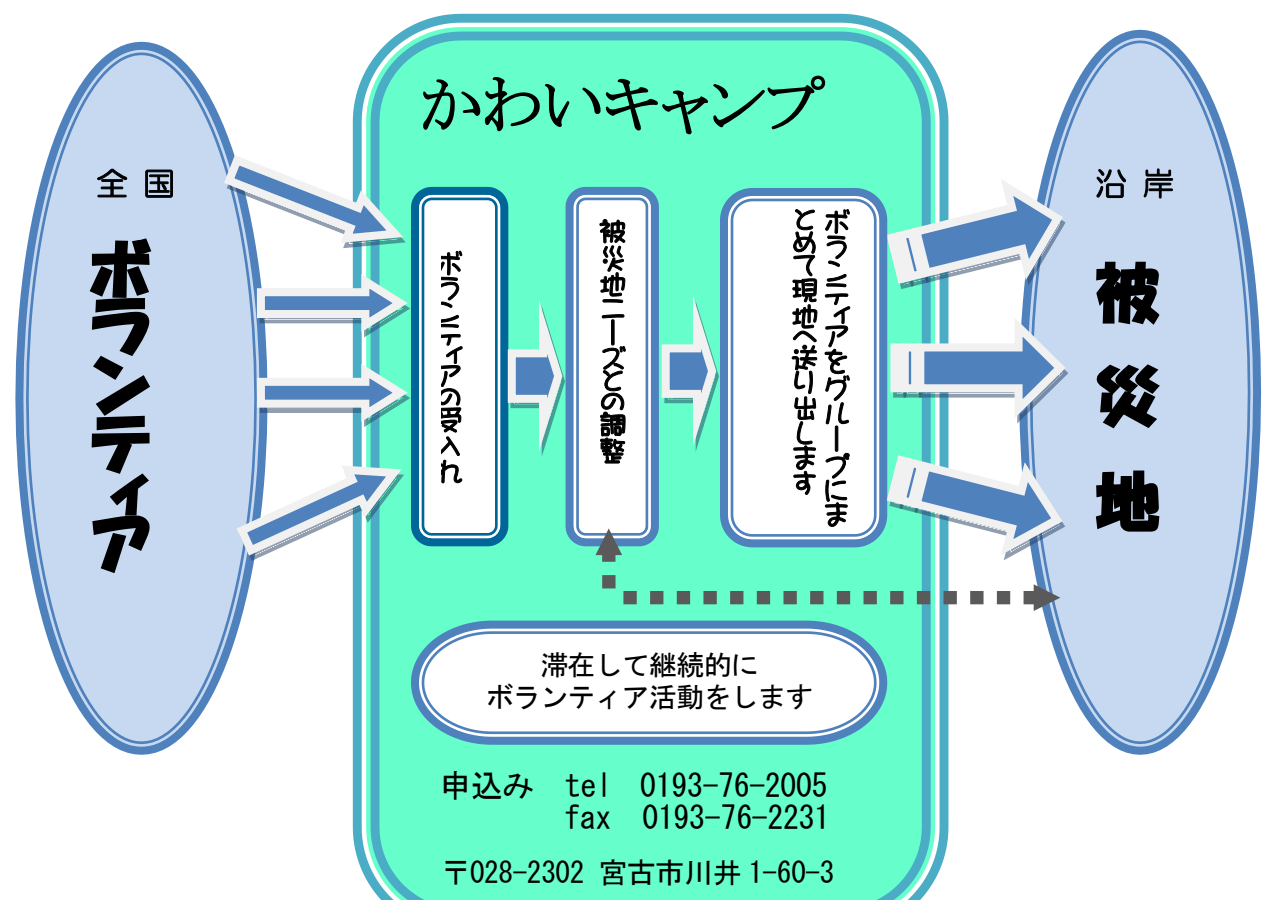 かわいキャンプ
全国
ボランティア
ボランティアの受入れ
被災地ニーズとの調整
ボランティアをグループにま
とめて現地へ送り出します
沿岸
被災地
滞在して継続的に
ボランティア活動をします
申込み tel 0193-76-2005
fax 0193-76-2231
〒028-2302 宮古市川井 1-60-3